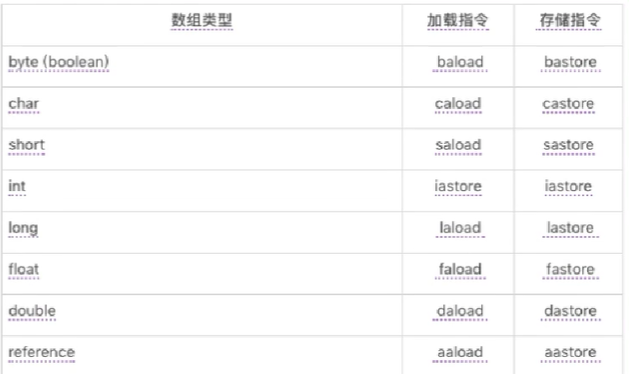 数组类型 加载指令 存储指令
byte (boolean) baload bastore
char caload castore
short saload sastore
int iastore iastore
long laload lastore
float faload fastore
double daload dastore
reference aaload aastore